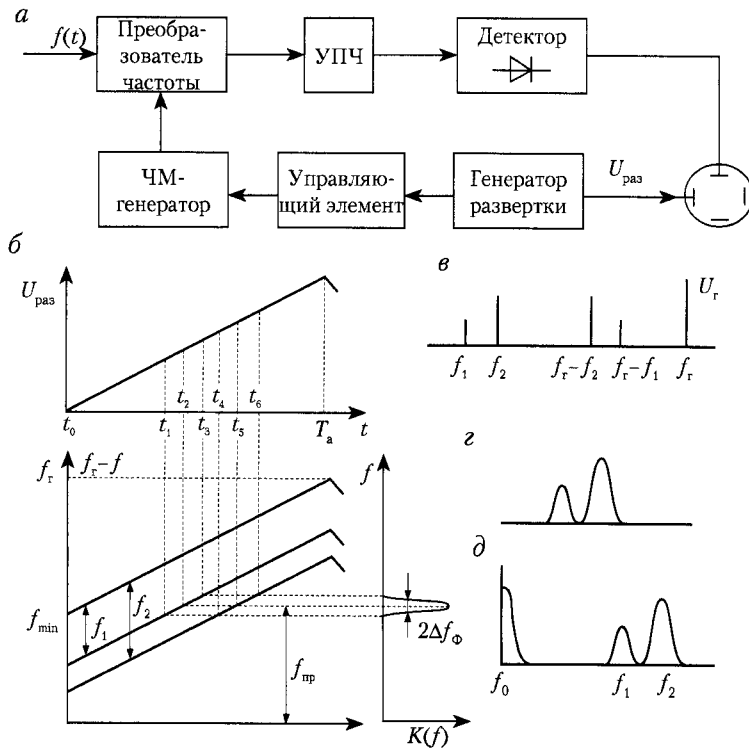 а
f(t)
Преобра-
зователь
частоты
УПЧ
Детектор
ЧМ-
генератор
Управляю-
щий элемент
Генератор
развертки
Uраз
б
Uраз
t₀
t₁
t₂
t₃
t₄
t₅
t₆
Tа
t
в
Uг
f₁
f₂
fг–f₂
fг–f₁
fг
fг
fг–f
f
fmin
f₁
f₂
fпр
2ΔfФ
K(f)
г
д
f₀
f₁
f₂